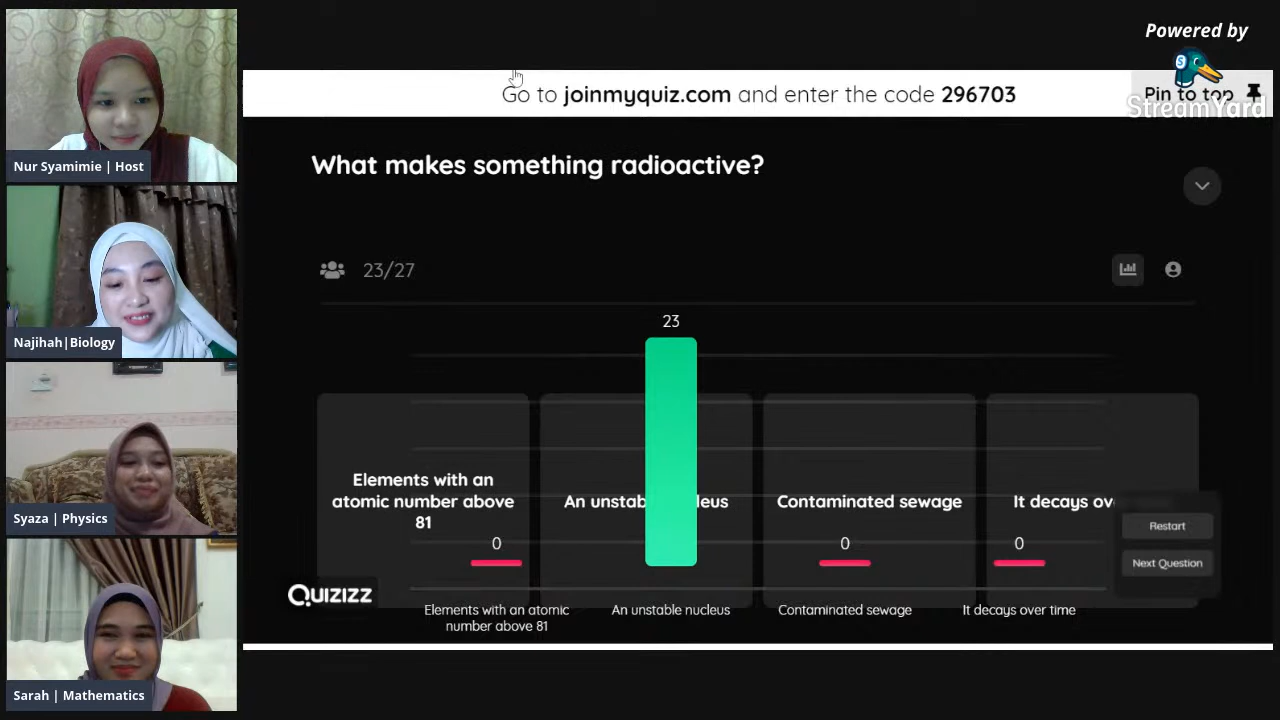 Powered by
StreamYard
Go to joinmyquiz.com and enter the code 296703
Pin to top
Nur Syamimie | Host
What makes something radioactive?
23/27
Najihah|Biology
23
Elements with an
atomic number above
81
An unstab leus
Contaminated sewage
It decays ov
0
0
0
Syaza | Physics
Restart
Next Question
Quizizz
Elements with an atomic
number above 81
An unstable nucleus
Contaminated sewage
It decays over time
Sarah | Mathematics